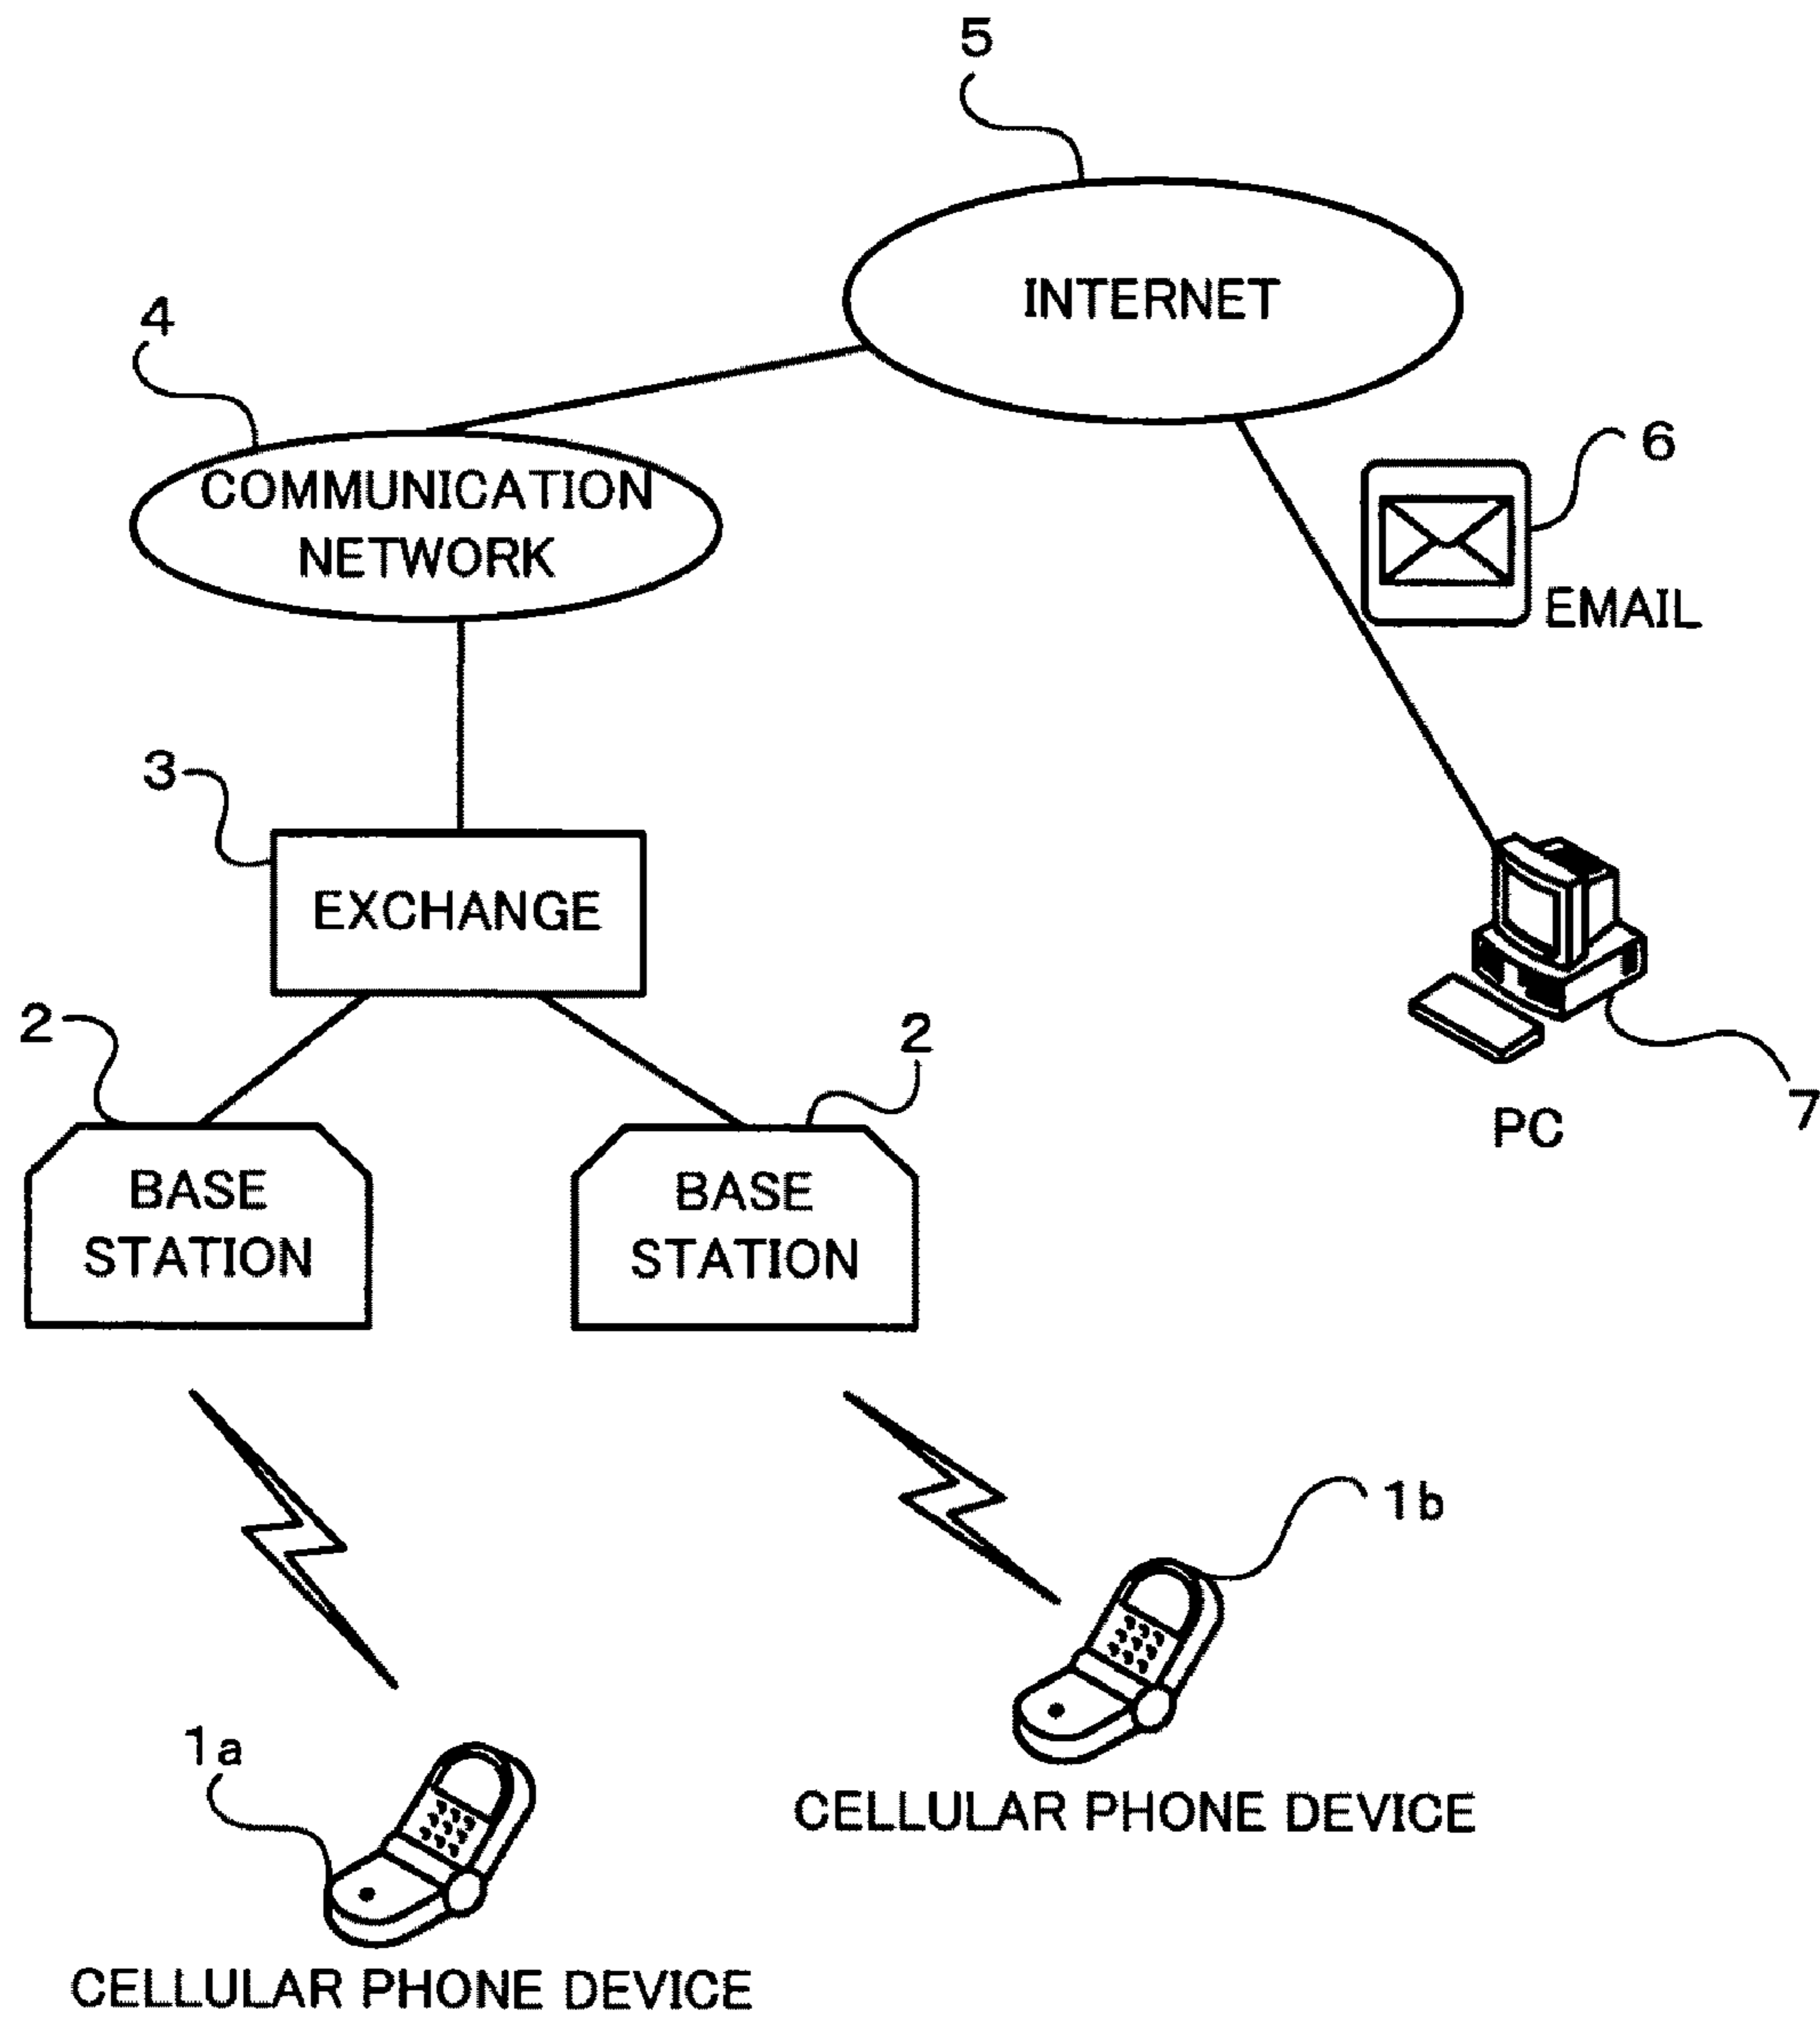 5
INTERNET
4
COMMUNICATION
NETWORK
6
EMAIL
3
EXCHANGE
2
2
7
PC
BASE
STATION
BASE
STATION
1b
1a
CELLULAR PHONE DEVICE
CELLULAR PHONE DEVICE